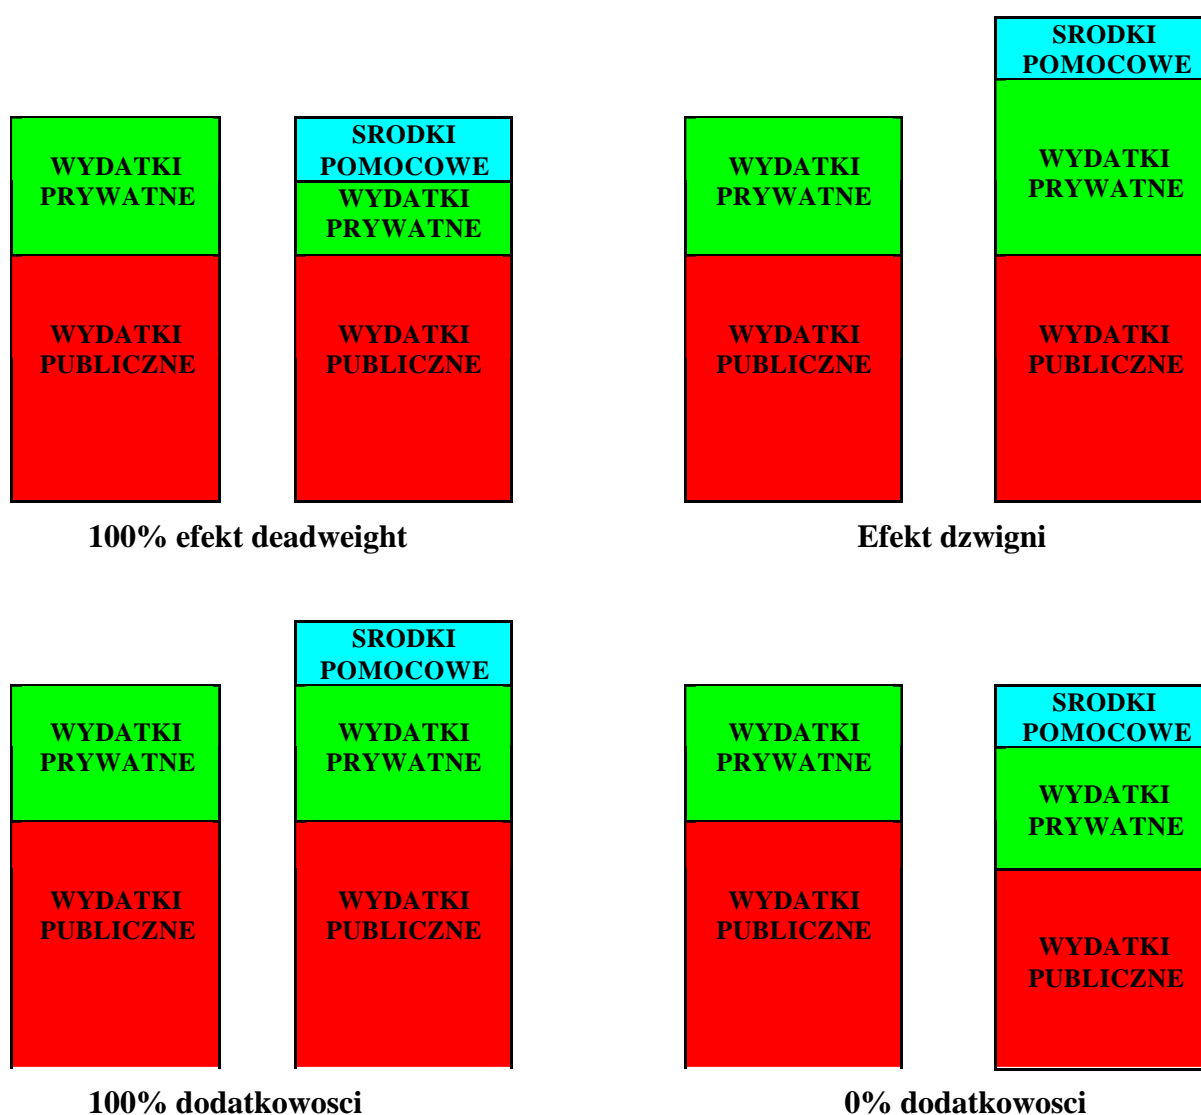 SRODKI
POMOCOWE
WYDATKI
PRYWATNE
SRODKI
POMOCOWE
WYDATKI
PRYWATNE
WYDATKI
PRYWATNE
WYDATKI
PRYWATNE
WYDATKI
PUBLICZNE
WYDATKI
PUBLICZNE
WYDATKI
PUBLICZNE
WYDATKI
PUBLICZNE
100% efekt deadweight
Efekt dzwigni
SRODKI
POMOCOWE
WYDATKI
PRYWATNE
WYDATKI
PRYWATNE
WYDATKI
PRYWATNE
SRODKI
POMOCOWE
WYDATKI
PRYWATNE
WYDATKI
PUBLICZNE
WYDATKI
PUBLICZNE
WYDATKI
PUBLICZNE
WYDATKI
PUBLICZNE
100% dodatkowosci
0% dodatkowosci